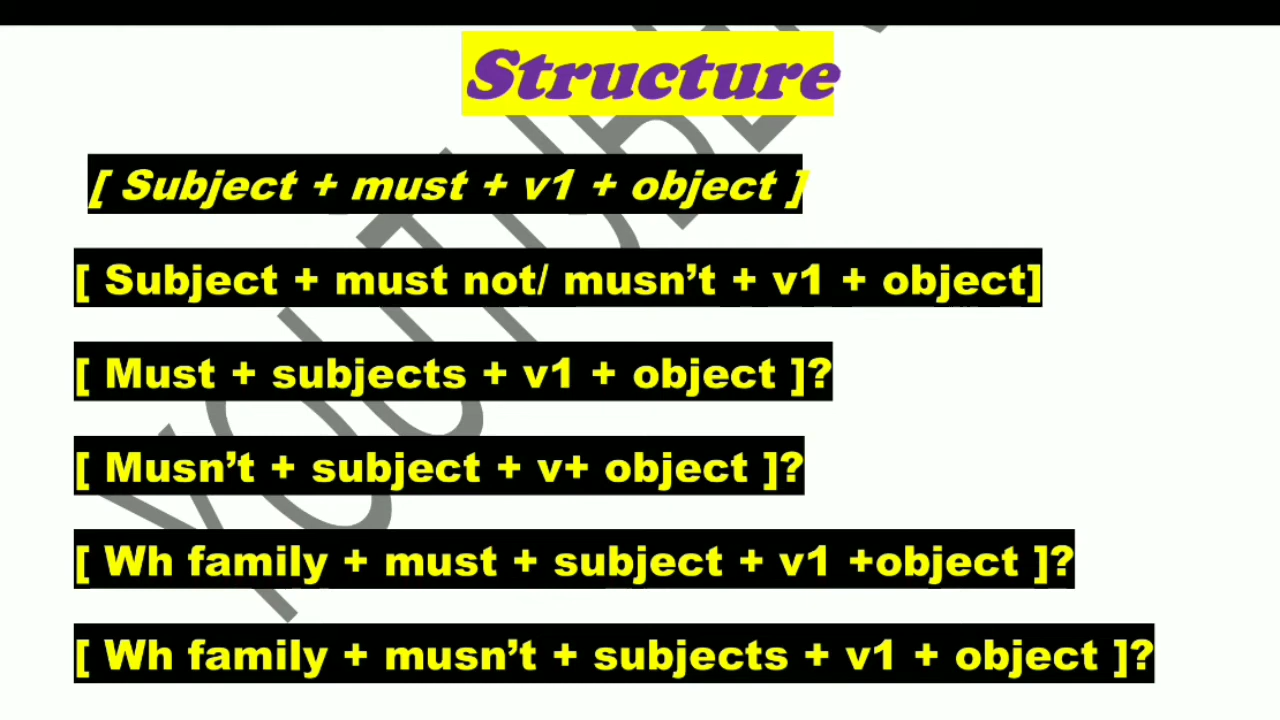 Structure
[ Subject + must + v1 + object ]
[ Subject + must not/ musn’t + v1 + object]
[ Must + subjects + v1 + object ]?
[ Musn’t + subject + v+ object ]?
[ Wh family + must + subject + v1 +object ]?
[ Wh family + musn’t + subjects + v1 + object ]?